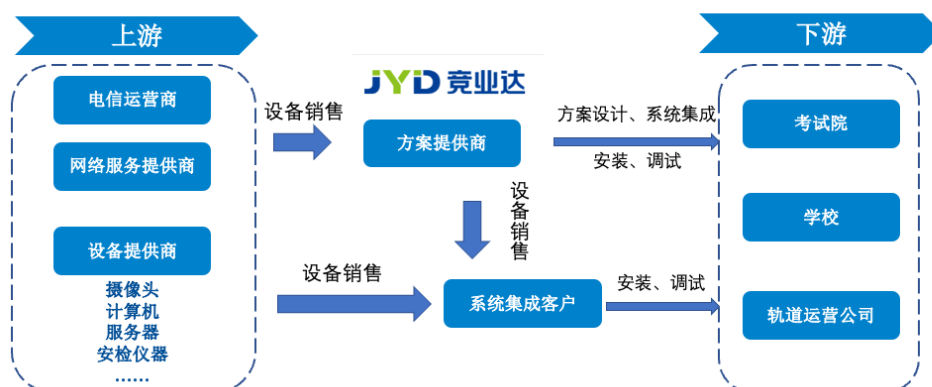 上游
下游
电信运营商
网络服务提供商
设备提供商
摄像头
计算机
服务器
安检仪器
……
设备销售
JYD 竞业达
方案提供商
设备销售
方案设计、系统集成
安装、调试
设备销售
系统集成客户
安装、调试
考试院
学校
轨道运营公司